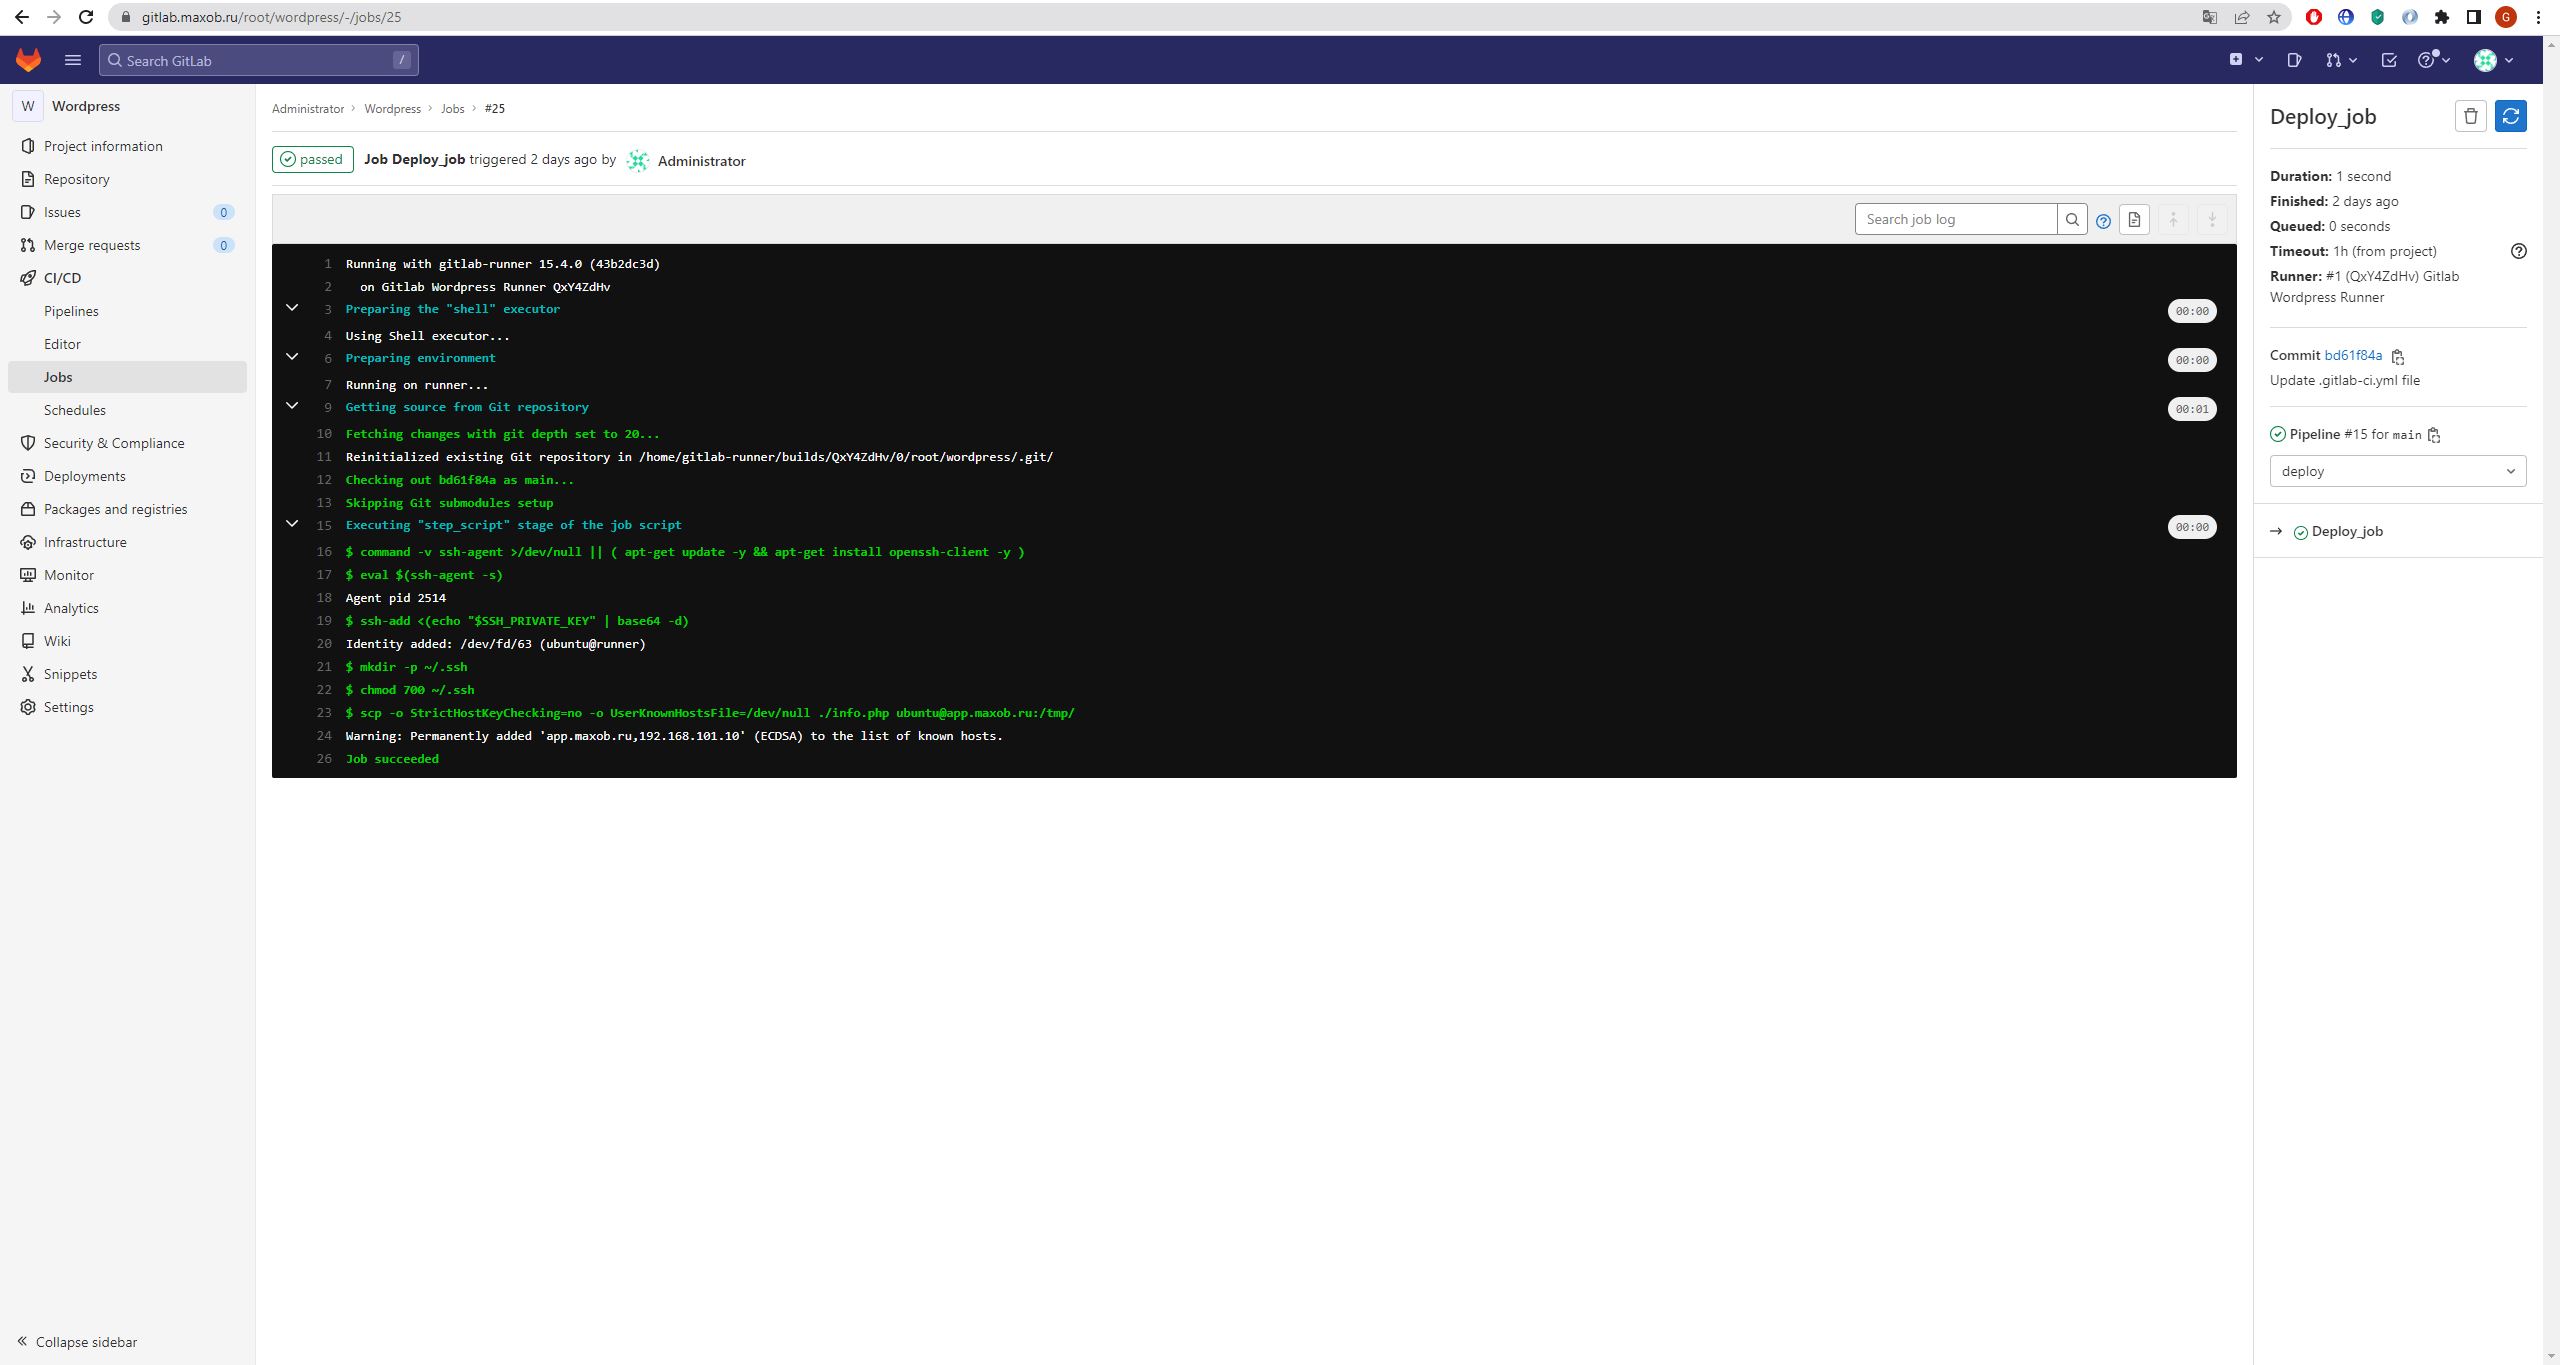 gitlab.maxob.ru/root/wordpress/-/jobs/25
G
Search GitLab /
W Wordpress
Project information
Repository
Issues 0
Merge requests 0
CI/CD
Pipelines
Editor
Jobs
Schedules
Security & Compliance
Deployments
Packages and registries
Infrastructure
Monitor
Analytics
Wiki
Snippets
Settings
Collapse sidebar
Administrator › Wordpress › Jobs › #25
passed Job Deploy_job triggered 2 days ago by Administrator
Search job log
1 Running with gitlab-runner 15.4.0 (43b2dc3d)
2 on Gitlab Wordpress Runner QxY4ZdHv
3 Preparing the "shell" executor 00:00
4 Using Shell executor...
6 Preparing environment 00:00
7 Running on runner...
9 Getting source from Git repository 00:01
10 Fetching changes with git depth set to 20...
11 Reinitialized existing Git repository in /home/gitlab-runner/builds/QxY4ZdHv/0/root/wordpress/.git/
12 Checking out bd61f84a as main...
13 Skipping Git submodules setup
15 Executing "step_script" stage of the job script 00:00
16 $ command -v ssh-agent >/dev/null || ( apt-get update -y && apt-get install openssh-client -y )
17 $ eval $(ssh-agent -s)
18 Agent pid 2514
19 $ ssh-add <(echo "$SSH_PRIVATE_KEY" | base64 -d)
20 Identity added: /dev/fd/63 (ubuntu@runner)
21 $ mkdir -p ~/.ssh
22 $ chmod 700 ~/.ssh
23 $ scp -o StrictHostKeyChecking=no -o UserKnownHostsFile=/dev/null ./info.php ubuntu@app.maxob.ru:/tmp/
24 Warning: Permanently added 'app.maxob.ru,192.168.101.10' (ECDSA) to the list of known hosts.
26 Job succeeded
Deploy_job
Duration: 1 second
Finished: 2 days ago
Queued: 0 seconds
Timeout: 1h (from project)
Runner: #1 (QxY4ZdHv) Gitlab
Wordpress Runner
Commit bd61f84a
Update .gitlab-ci.yml file
Pipeline #15 for main
deploy
→ Deploy_job